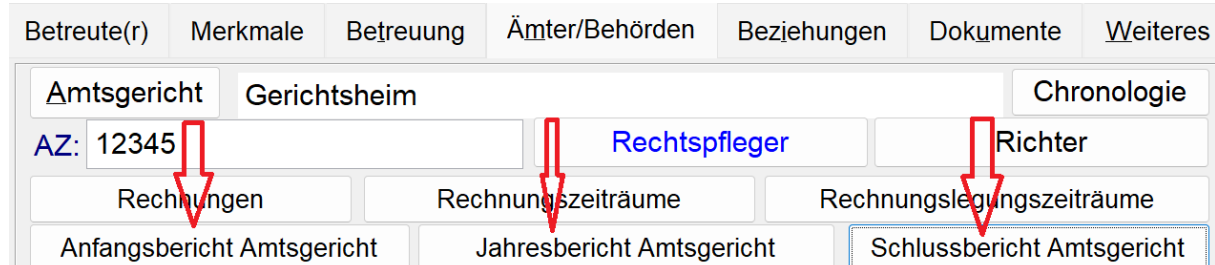 Betreute(r) Merkmale Betreuung Ämter/Behörden Beziehungen Dokumente Weiteres
Amtsgericht Gerichtsheim Chronologie
AZ: 12345 Rechtspfleger Richter
Rechnungen Rechnungszeiträume Rechnungslegungszeiträume
Anfangsbericht Amtsgericht Jahresbericht Amtsgericht Schlussbericht Amtsgericht